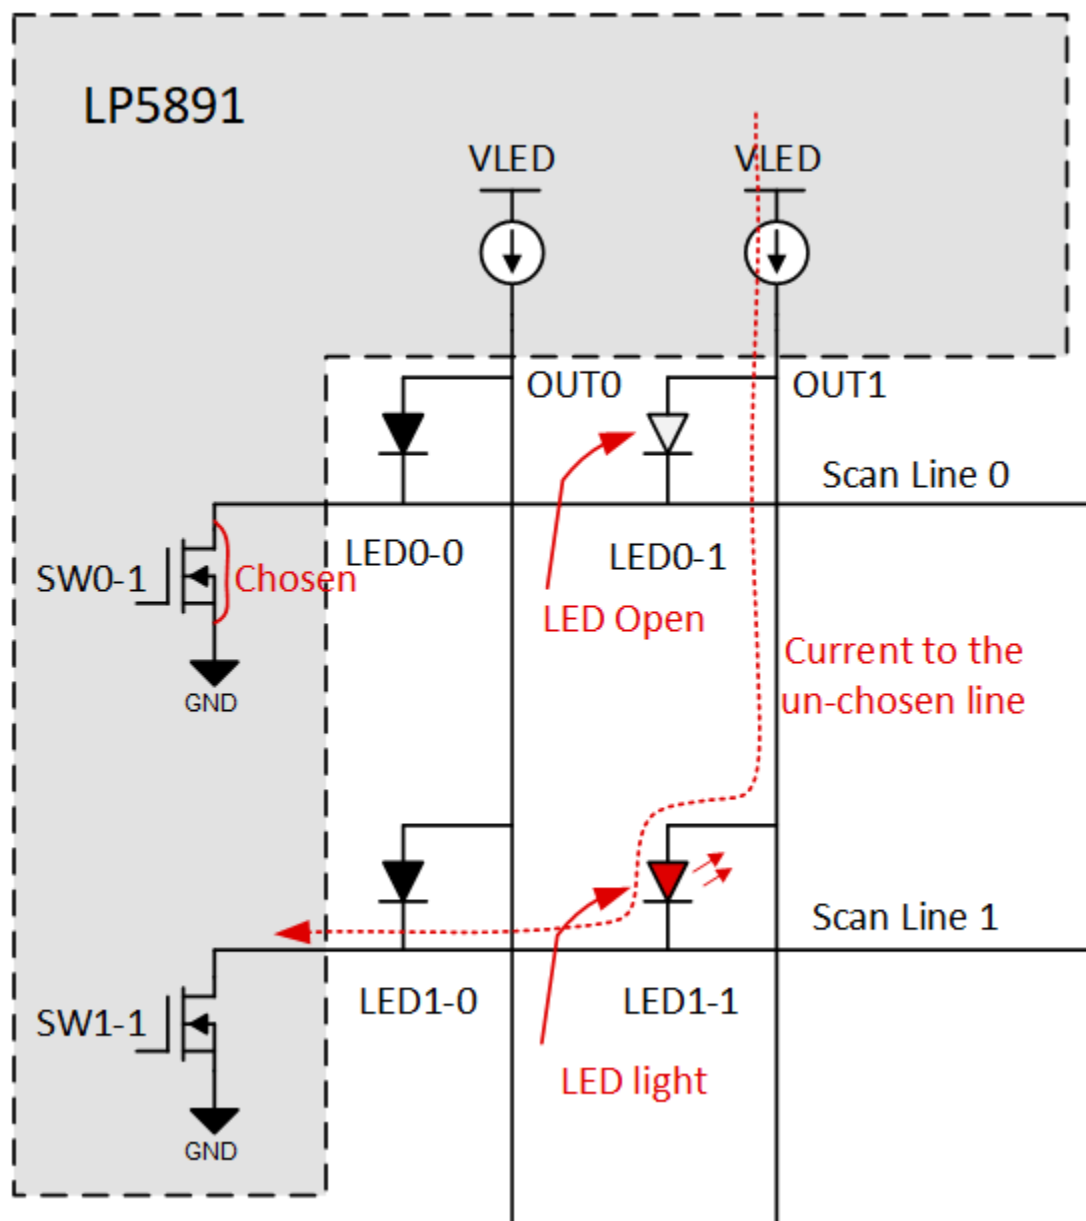 LP5891
VLED
VLED
OUT0
OUT1
Scan Line 0
LED0-0
LED0-1
SW0-1
Chosen
LED Open
GND
Current to the
un-chosen line
Scan Line 1
LED1-0
LED1-1
SW1-1
LED light
GND